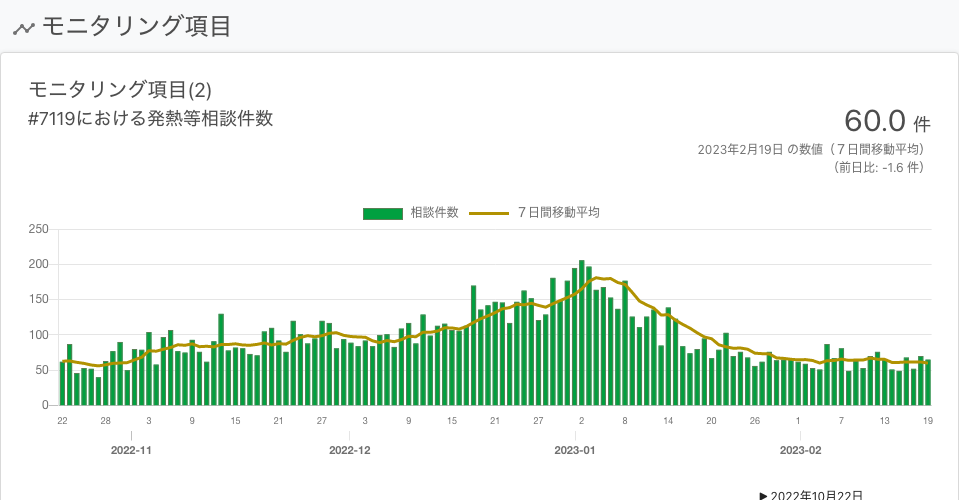 モニタリング項目
モニタリング項目(2)
#7119における発熱等相談件数
60.0 件
2023年2月19日 の数値（７日間移動平均）
（前日比: -1.6 件）
相談件数 ７日間移動平均
250
200
150
100
50
0
22 28 3 9 15 21 27 3 9 15 21 27 2 8 14 20 26 1 7 13 19
2022-11 2022-12 2023-01 2023-02
▶ 2022年10月22日